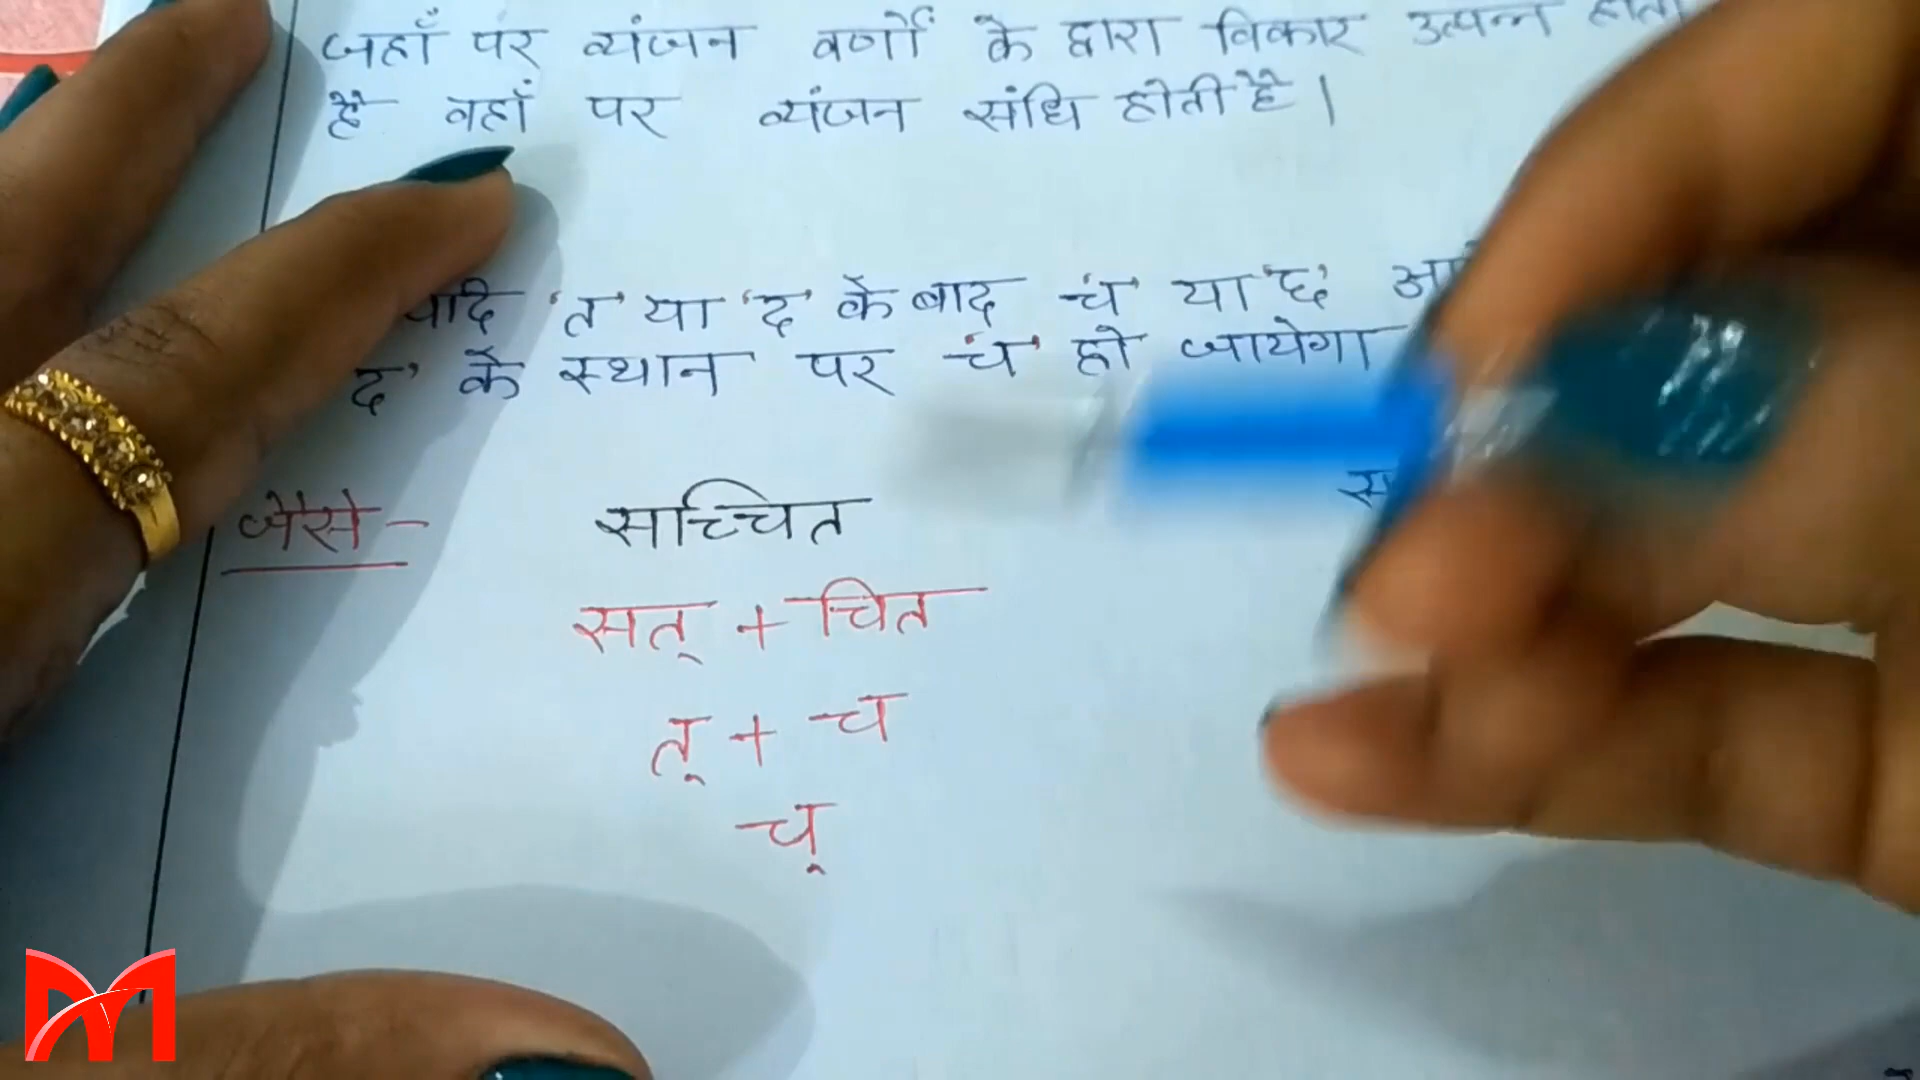 जहाँ पर व्यंजन वर्णों के द्वारा विकार उत्पन्न होता
है वहाँ पर व्यंजन संधि होती है।
यदि 'त' या 'द' के बाद 'च' या 'छ'
द' के स्थान पर 'च' हो जायेगा
जैसे - सच्चित
सत् + चित
त् + च
च्